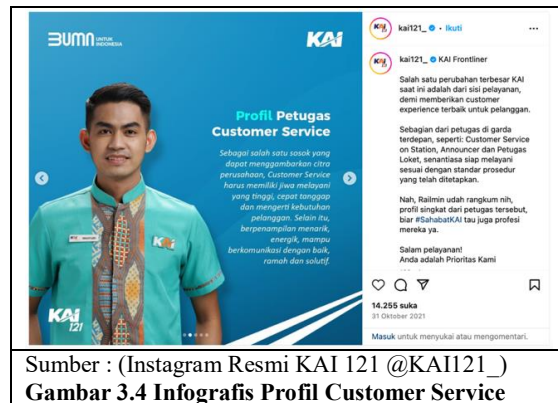 BUMN UNTUK INDONESIA
KAI
Profil Petugas
Customer Service
Sebagai salah satu sosok yang
dapat menggambarkan citra
perusahaan, Customer Service
harus memiliki jiwa melayani
yang tinggi, cepat tanggap
dan mengerti kebutuhan
pelanggan. Selain itu,
berpenampilan menarik,
energik, mampu
berkomunikasi dengan baik,
ramah dan solutif.
KAI
KAI
121
kai121_ • Ikuti
kai121_ KAI Frontliner
Salah satu perubahan terbesar KAI
saat ini adalah dari sisi pelayanan,
demi memberikan customer
experience terbaik untuk pelanggan.
Sebagian dari petugas di garda
terdepan, seperti: Customer Service
on Station, Announcer dan Petugas
Loket, senantiasa siap melayani
sesuai dengan standar prosedur
yang telah ditetapkan.
Nah, Railmin udah rangkum nih,
profil singkat dari petugas tersebut,
biar #SahabatKAI tau juga profesi
mereka ya.
Salam pelayanan!
Anda adalah Prioritas Kami
14.255 suka
31 Oktober 2021
Masuk untuk menyukai atau mengomentari.
Sumber : (Instagram Resmi KAI 121 @KAI121_)
Gambar 3.4 Infografis Profil Customer Service